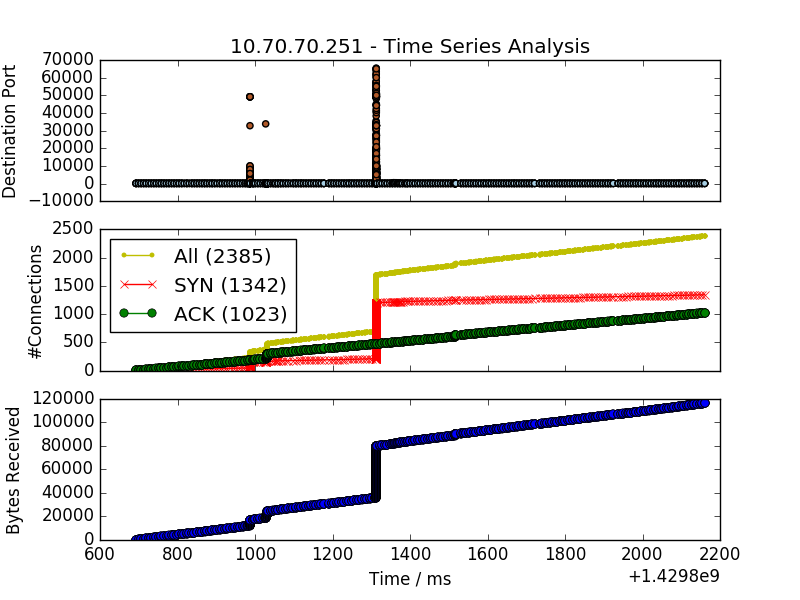 10.70.70.251 - Time Series Analysis
70000
60000
50000
40000
30000
20000
10000
0
−10000
Destination Port
2500
2000
1500
1000
500
0
#Connections
All (2385)
SYN (1342)
ACK (1023)
120000
100000
80000
60000
40000
20000
0
Bytes Received
600 800 1000 1200 1400 1600 1800 2000 2200
Time / ms
+1.4298e9